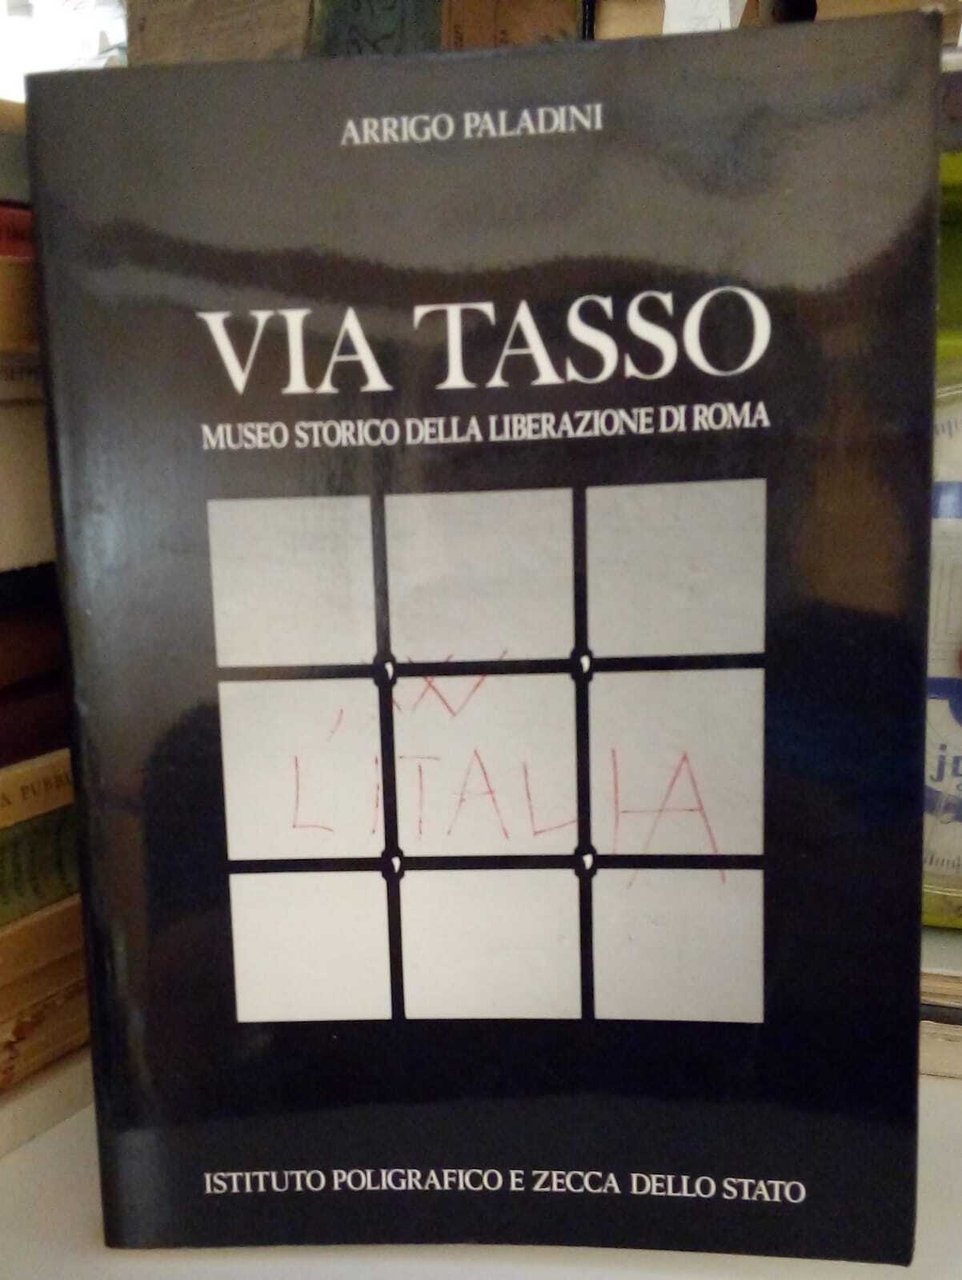 ARRIGO PALADINI
VIA TASSO
MUSEO STORICO DELLA LIBERAZIONE DI ROMA
L'ITALIA
ISTITUTO POLIGRAFICO E ZECCA DELLO STATO